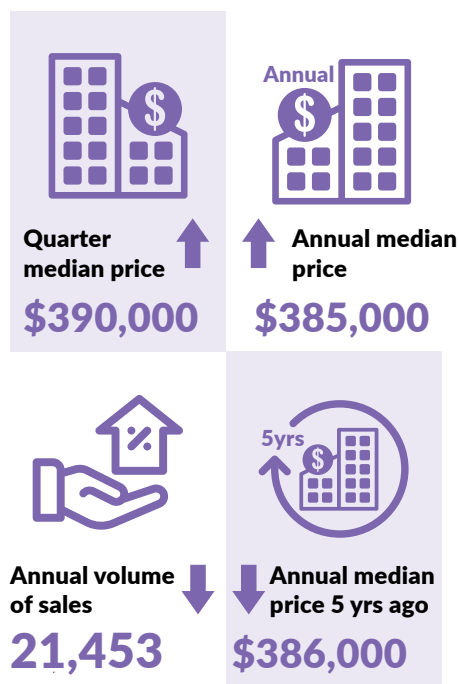 $
Quarter
median price
$390,000
Annual
$
Annual median
price
$385,000
%
Annual volume
of sales
21,453
5yrs
$
Annual median
price 5 yrs ago
$386,000